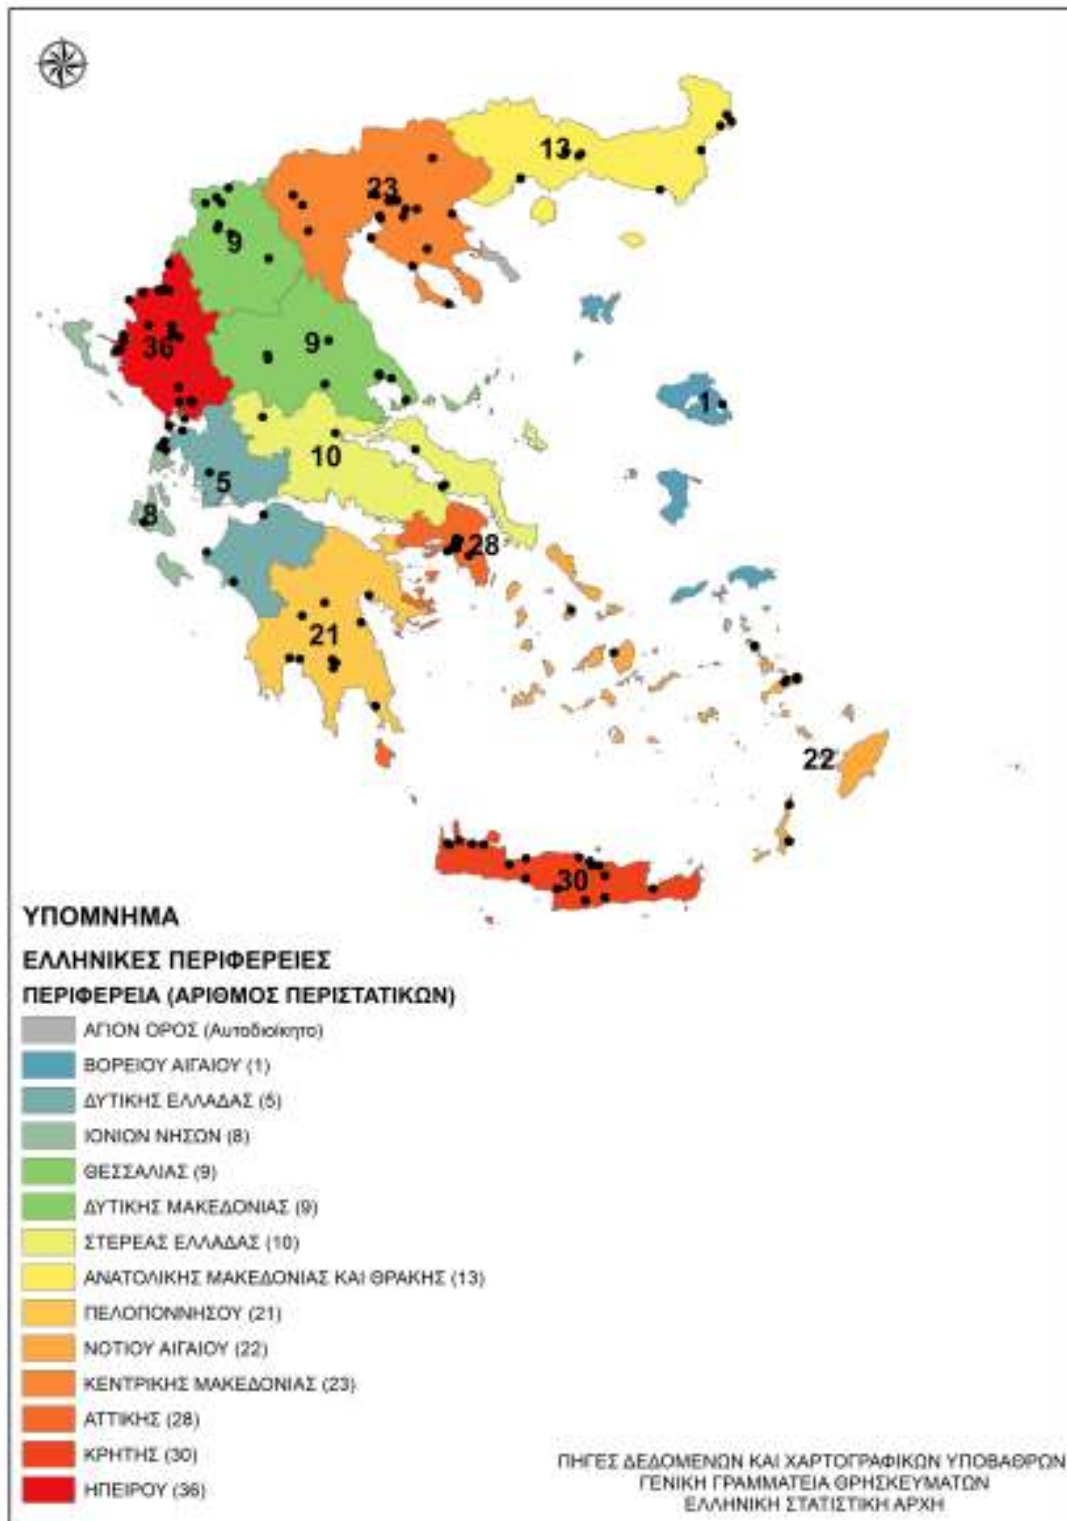 13
23
9
36
9
1
10
5
8
28
21
22
30
ΥΠΟΜΝΗΜΑ
ΕΛΛΗΝΙΚΕΣ ΠΕΡΙΦΕΡΕΙΕΣ
ΠΕΡΙΦΕΡΕΙΑ (ΑΡΙΘΜΟΣ ΠΕΡΙΣΤΑΤΙΚΩΝ)
ΑΓΙΟΝ ΟΡΟΣ (Αυτοδιοίκητο)
ΒΟΡΕΙΟΥ ΑΙΓΑΙΟΥ (1)
ΔΥΤΙΚΗΣ ΕΛΛΑΔΑΣ (5)
ΙΟΝΙΩΝ ΝΗΣΩΝ (8)
ΘΕΣΣΑΛΙΑΣ (9)
ΔΥΤΙΚΗΣ ΜΑΚΕΔΟΝΙΑΣ (9)
ΣΤΕΡΕΑΣ ΕΛΛΑΔΑΣ (10)
ΑΝΑΤΟΛΙΚΗΣ ΜΑΚΕΔΟΝΙΑΣ ΚΑΙ ΘΡΑΚΗΣ (13)
ΠΕΛΟΠΟΝΝΗΣΟΥ (21)
ΝΟΤΙΟΥ ΑΙΓΑΙΟΥ (22)
ΚΕΝΤΡΙΚΗΣ ΜΑΚΕΔΟΝΙΑΣ (23)
ΑΤΤΙΚΗΣ (28)
ΚΡΗΤΗΣ (30)
ΗΠΕΙΡΟΥ (36)
ΠΗΓΕΣ ΔΕΔΟΜΕΝΩΝ ΚΑΙ ΧΑΡΤΟΓΡΑΦΙΚΩΝ ΥΠΟΒΑΘΡΩΝ
ΓΕΝΙΚΗ ΓΡΑΜΜΑΤΕΙΑ ΘΡΗΣΚΕΥΜΑΤΩΝ
ΕΛΛΗΝΙΚΗ ΣΤΑΤΙΣΤΙΚΗ ΑΡΧΗ